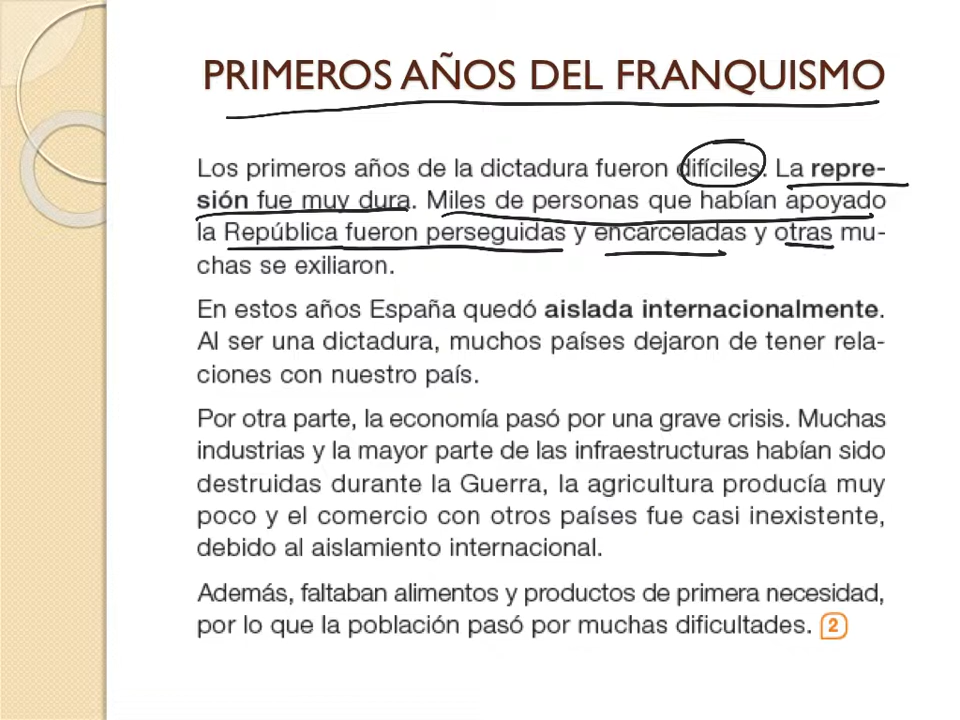 PRIMEROS AÑOS DEL FRANQUISMO
Los primeros años de la dictadura fueron difíciles. La repre-
sión fue muy dura. Miles de personas que habían apoyado
la República fueron perseguidas y encarceladas y otras mu-
chas se exiliaron.
En estos años España quedó aislada internacionalmente.
Al ser una dictadura, muchos países dejaron de tener rela-
ciones con nuestro país.
Por otra parte, la economía pasó por una grave crisis. Muchas
industrias y la mayor parte de las infraestructuras habían sido
destruidas durante la Guerra, la agricultura producía muy
poco y el comercio con otros países fue casi inexistente,
debido al aislamiento internacional.
Además, faltaban alimentos y productos de primera necesidad,
por lo que la población pasó por muchas dificultades. 2